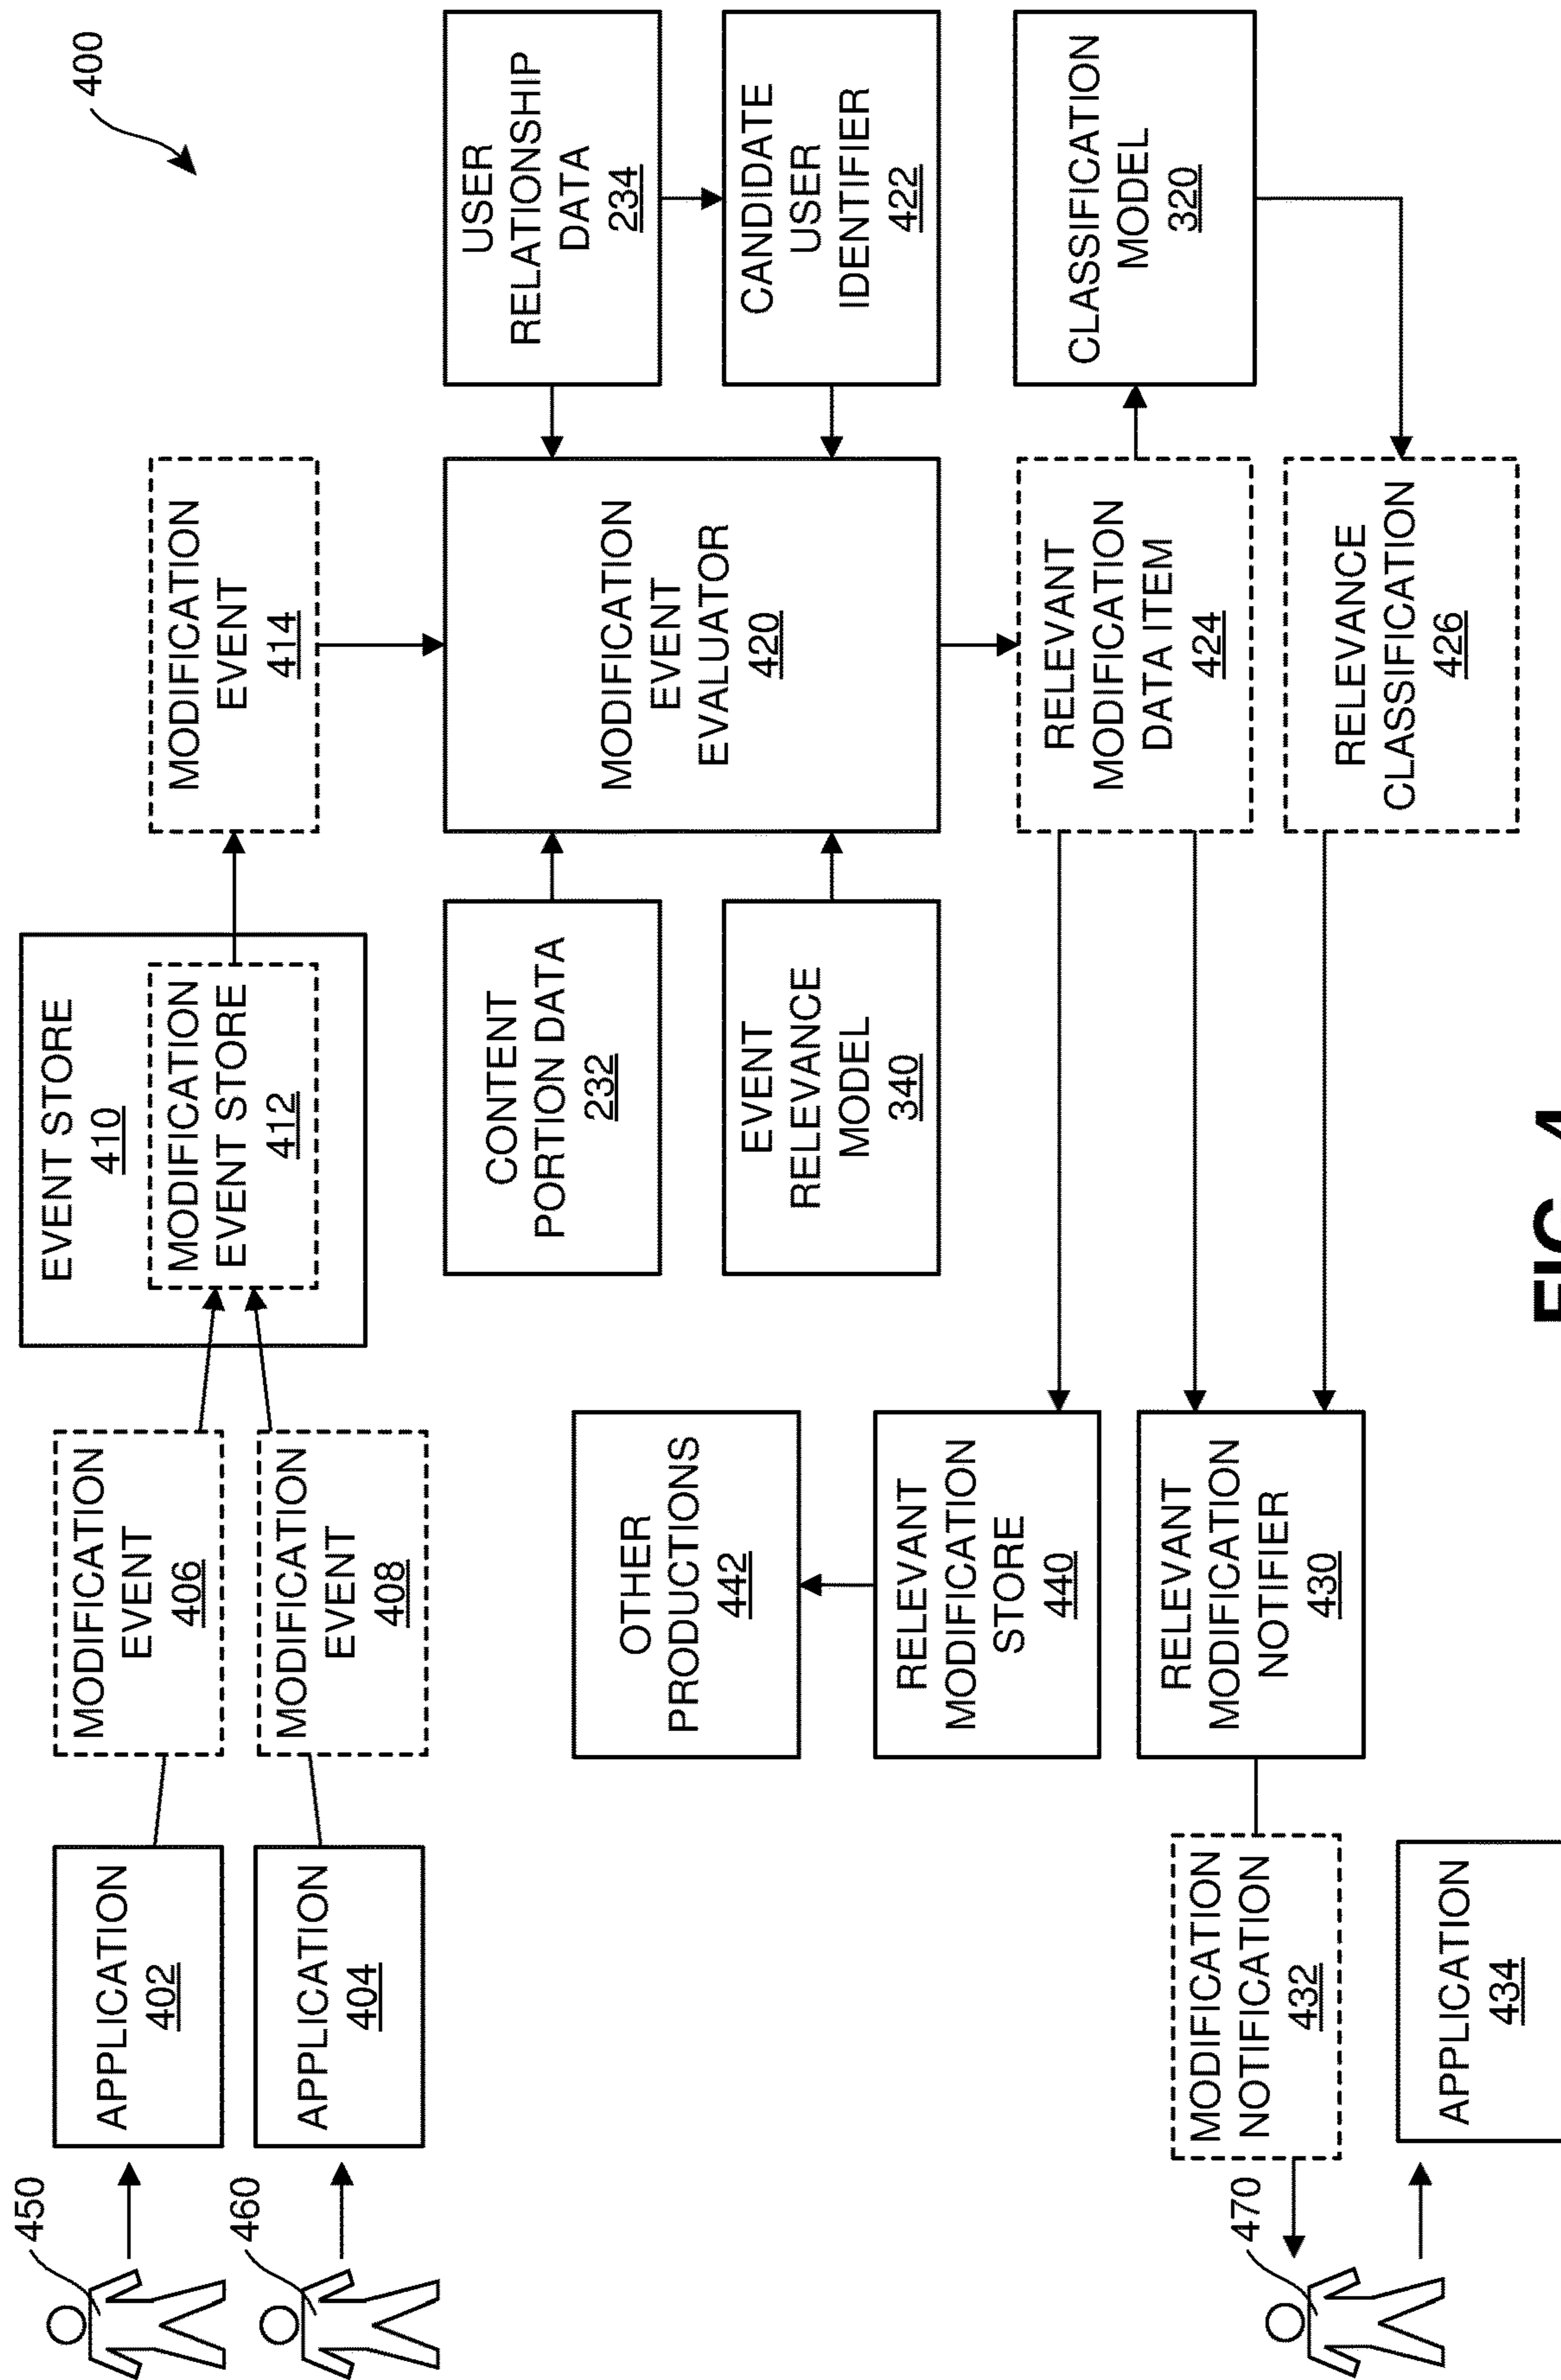 400
450
460
APPLICATION
402
APPLICATION
404
MODIFICATION
EVENT
406
MODIFICATION
EVENT
408
EVENT STORE
410
MODIFICATION
EVENT STORE
412
MODIFICATION
EVENT
414
CONTENT
PORTION DATA
232
EVENT
RELEVANCE
MODEL
340
MODIFICATION
EVENT
EVALUATOR
420
USER
RELATIONSHIP
DATA
234
CANDIDATE
USER
IDENTIFIER
422
OTHER
PRODUCTIONS
442
RELEVANT
MODIFICATION
STORE
440
RELEVANT
MODIFICATION
DATA ITEM
424
CLASSIFICATION
MODEL
320
470
MODIFICATION
NOTIFICATION
432
RELEVANT
MODIFICATION
NOTIFIER
430
RELEVANCE
CLASSIFICATION
426
APPLICATION
434
FIG. 4